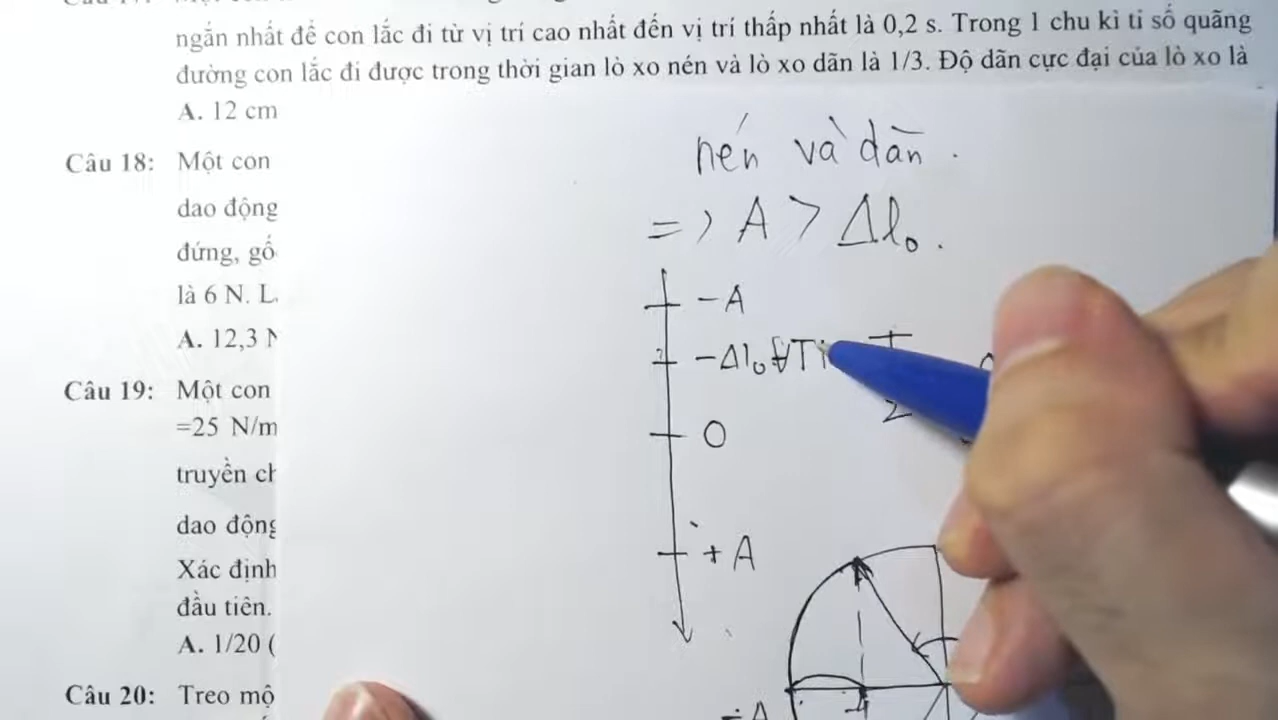 ngắn nhất để con lắc đi từ vị trí cao nhất đến vị trí thấp nhất là 0,2 s. Trong 1 chu kì tỉ số quãng
đường con lắc đi được trong thời gian lò xo nén và lò xo dãn là 1/3. Độ dãn cực đại của lò xo là
A. 12 cm
Câu 18: Một con
dao động
đứng, gố
là 6 N. L
A. 12,3 N
Câu 19: Một con
=25 N/m
truyền ch
dao động
Xác định
đầu tiên.
A. 1/20 (
Câu 20: Treo mộ
nén và dãn.
=> A > Δl₀.
-A
-Δl₀
T
2
O
+A
-A